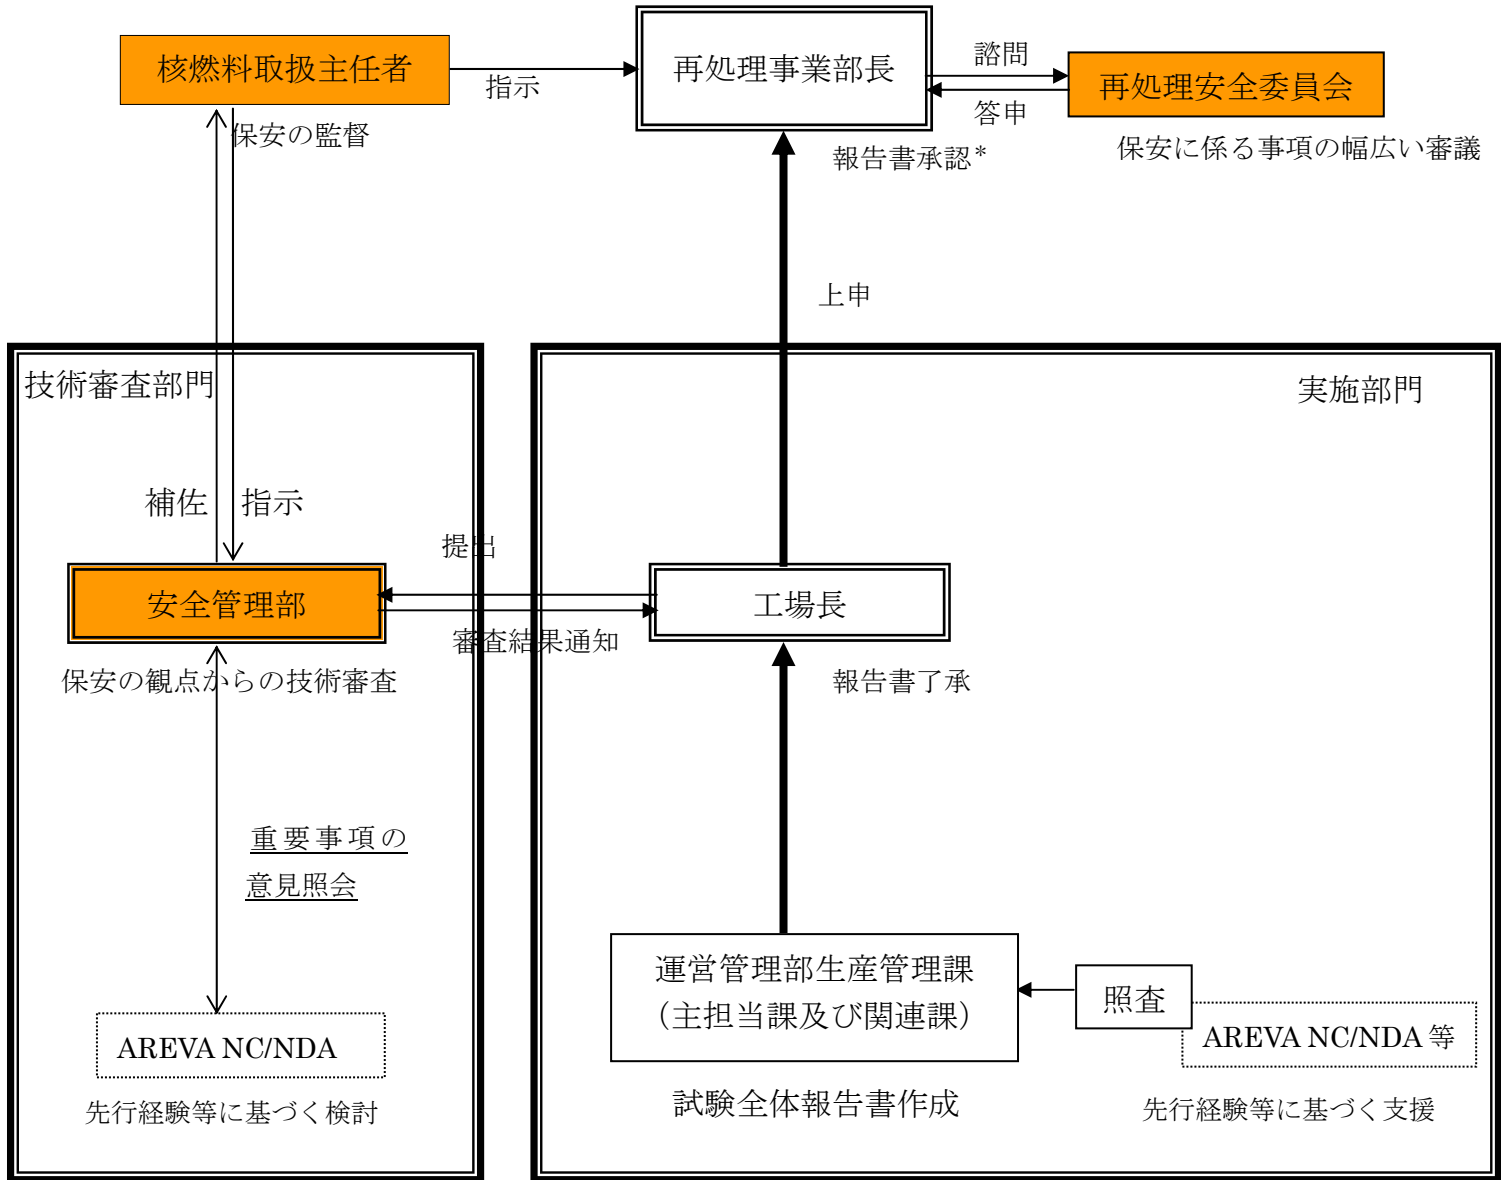 核燃料取扱主任者
指示
再処理事業部長
諮問
答申
再処理安全委員会
保安の監督
報告書承認*
保安に係る事項の幅広い審議
上申
技術審査部門
実施部門
補佐
指示
提出
安全管理部
工場長
審査結果通知
保安の観点からの技術審査
報告書了承
重要事項の
意見照会
運営管理部生産管理課
（主担当課及び関連課）
照査
AREVA NC/NDA
AREVA NC/NDA 等
先行経験等に基づく検討
試験全体報告書作成
先行経験等に基づく支援